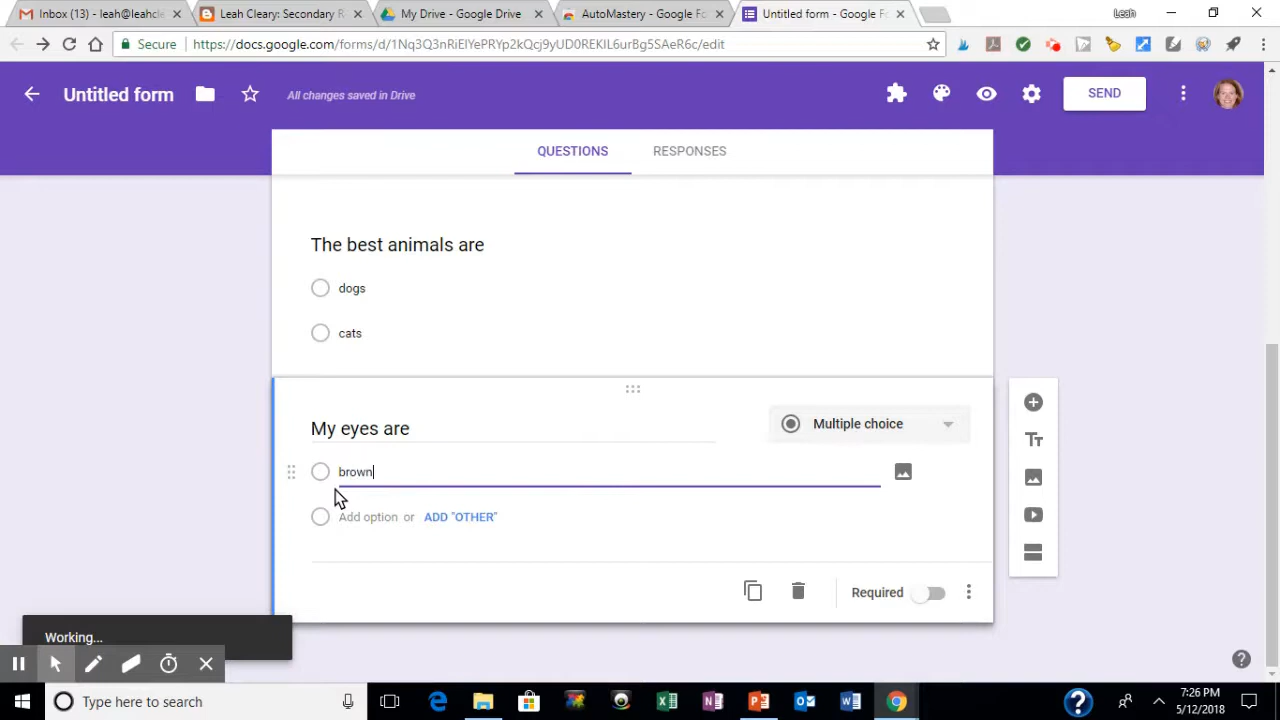 Inbox (13) - leah@leahcle
Leah Cleary: Secondary R
My Drive - Google Drive
AutoMastery - Google Fo
Untitled form - Google Fo
Leah
Secure
https://docs.google.com/forms/d/1Nq3Q3nRiEIYePRYp2kQcj9yUD0REKIL6urBg5SAeR6c/edit
Untitled form
All changes saved in Drive
SEND
QUESTIONS
RESPONSES
The best animals are
dogs
cats
My eyes are
Multiple choice
brown
Add option or ADD "OTHER"
Required
Working...
Type here to search
7:26 PM
5/12/2018